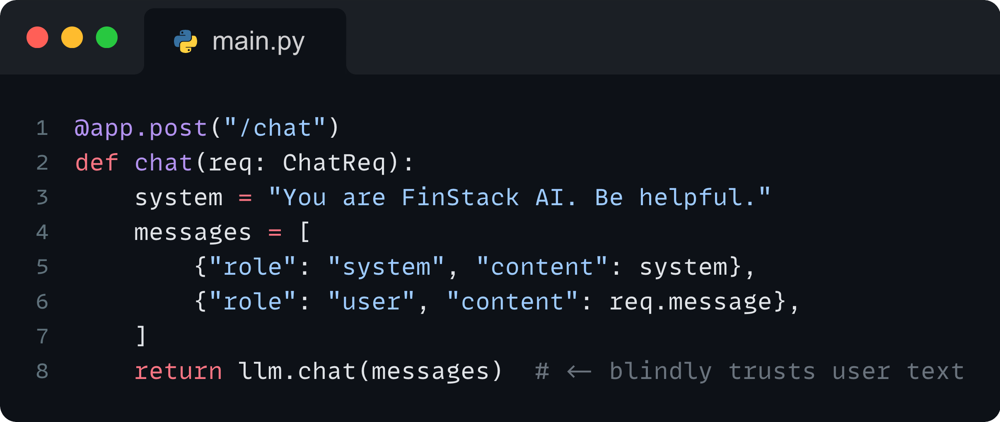 main.py
1 @app.post("/chat")
2 def chat(req: ChatReq):
3     system = "You are FinStack AI. Be helpful."
4     messages = [
5         {"role": "system", "content": system},
6         {"role": "user", "content": req.message},
7     ]
8     return llm.chat(messages)  # ← blindly trusts user text